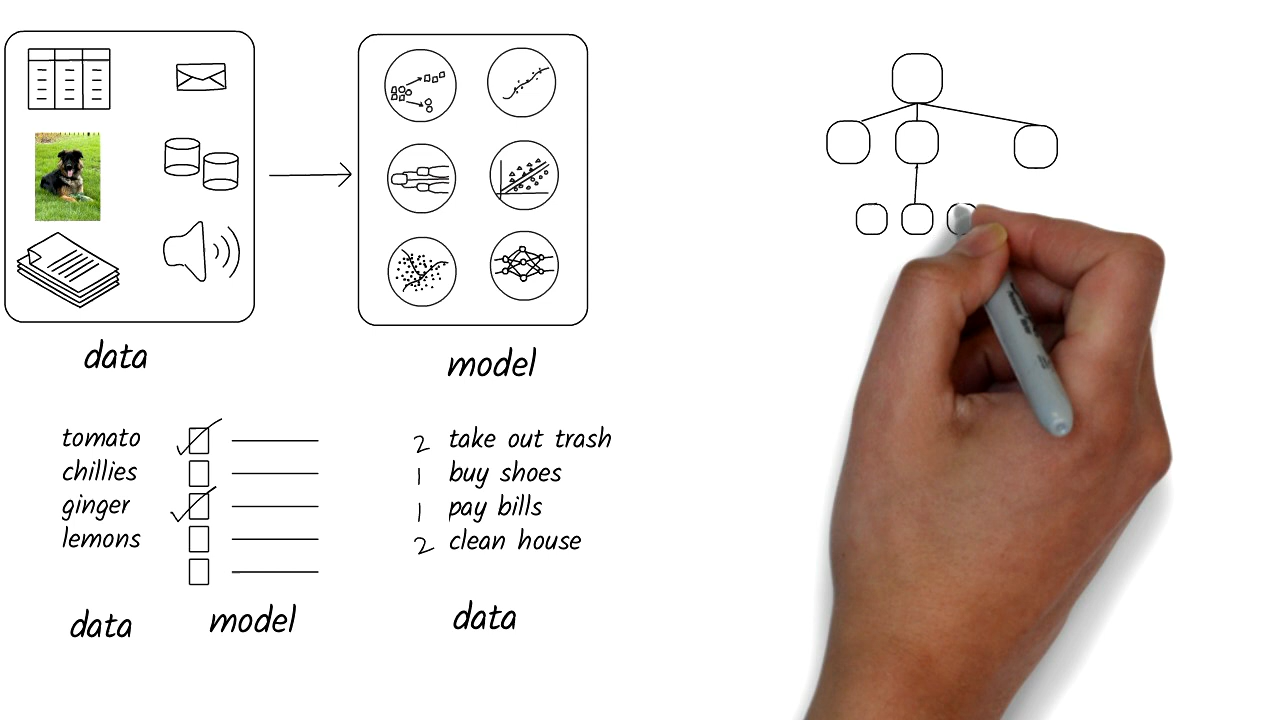 data
model
tomato
chillies
ginger
lemons
2 take out trash
1 buy shoes
1 pay bills
2 clean house
data
model
data